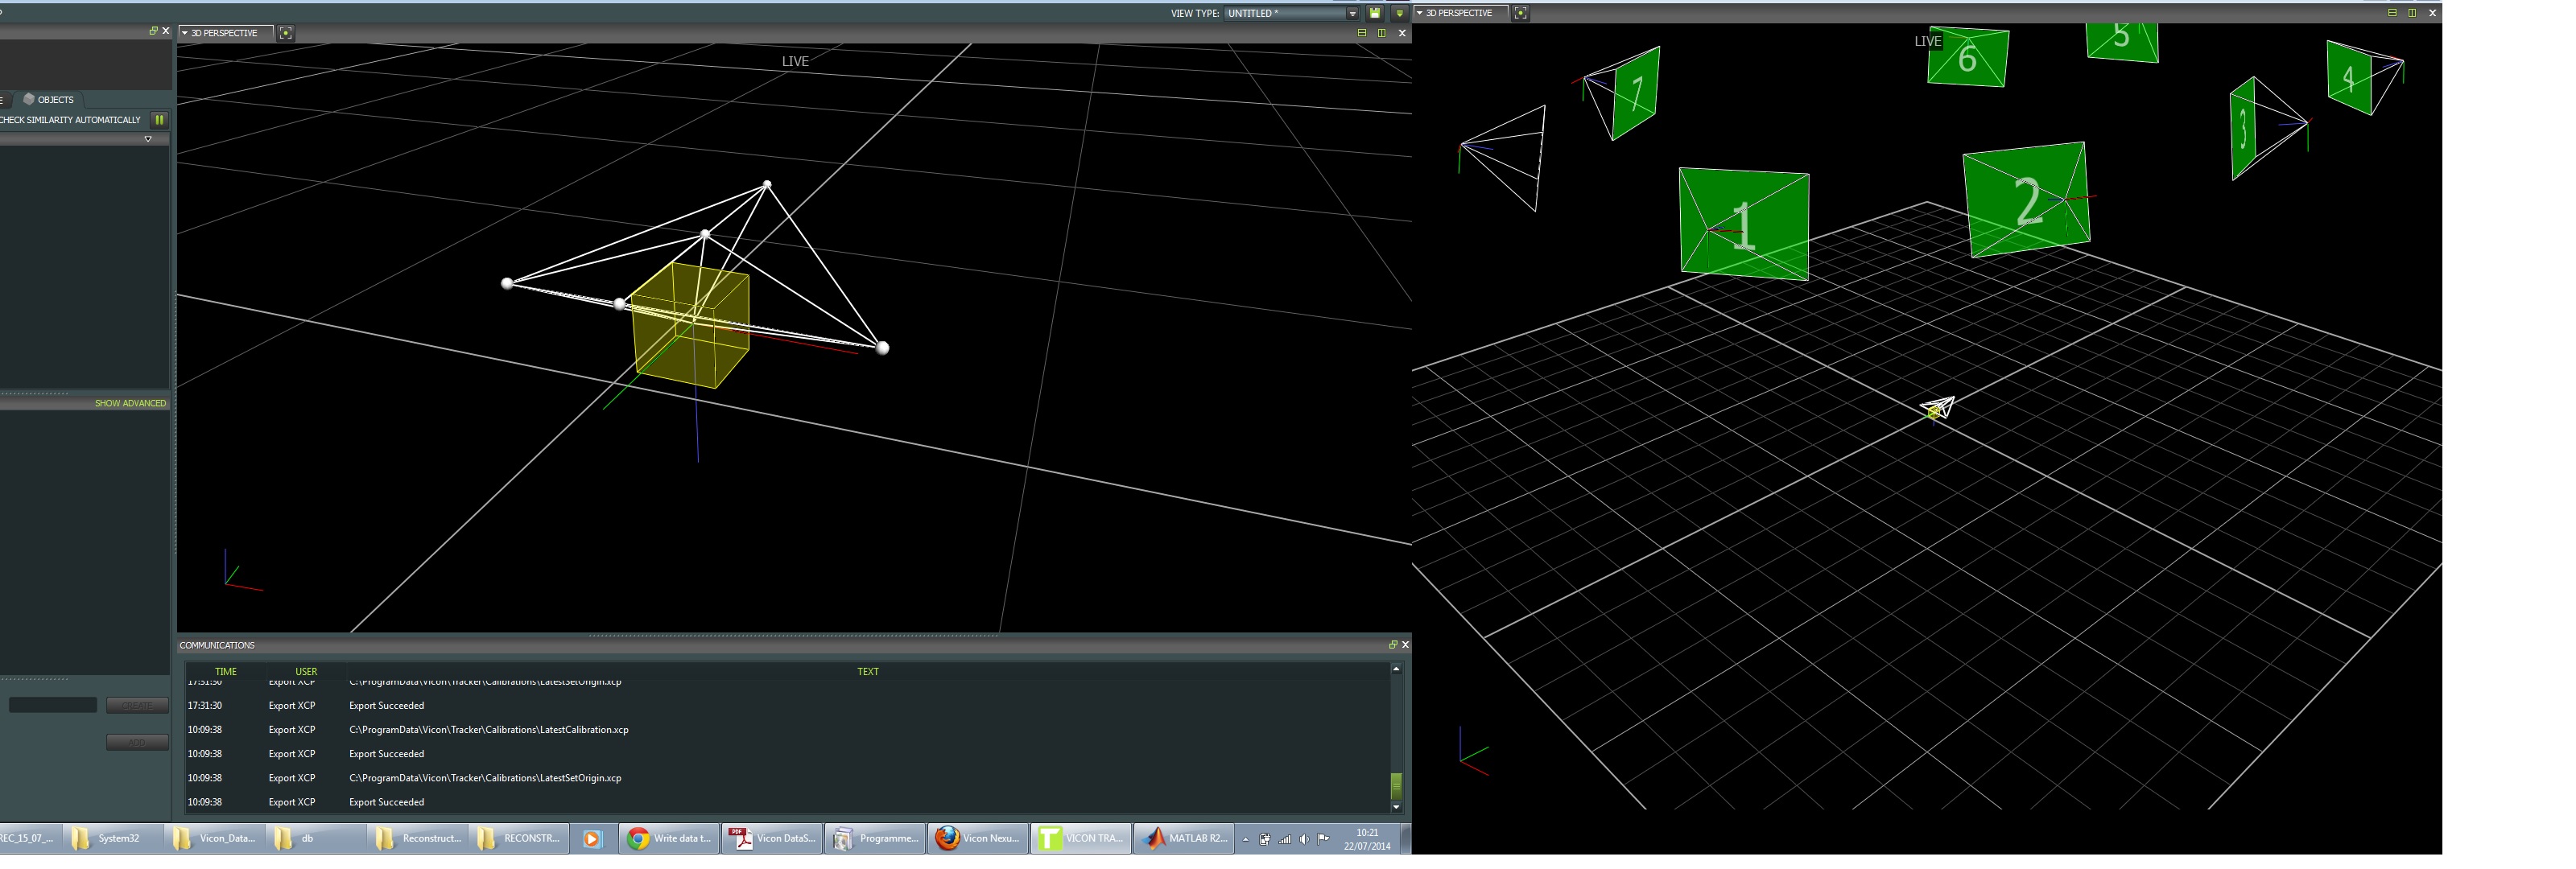 VIEW TYPE: UNTITLED *
3D PERSPECTIVE
3D PERSPECTIVE
LIVE
LIVE
OBJECTS
CHECK SIMILARITY AUTOMATICALLY
SHOW ADVANCED
CREATE
ADD
7
6
5
4
3
1
2
COMMUNICATIONS
TIME USER TEXT
17:31:30 Export XCP C:\ProgramData\Vicon\Tracker\Calibrations\LatestSetOrigin.xcp
17:31:30 Export XCP Export Succeeded
10:09:38 Export XCP C:\ProgramData\Vicon\Tracker\Calibrations\LatestCalibration.xcp
10:09:38 Export XCP Export Succeeded
10:09:38 Export XCP C:\ProgramData\Vicon\Tracker\Calibrations\LatestSetOrigin.xcp
10:09:38 Export XCP Export Succeeded
REC_15_07_... System32 Vicon_Data... db Reconstruct... RECONSTR... Write data t... Vicon DataS... Programme... Vicon Nexu... VICON TRA... MATLAB R2... 10:21
22/07/2014